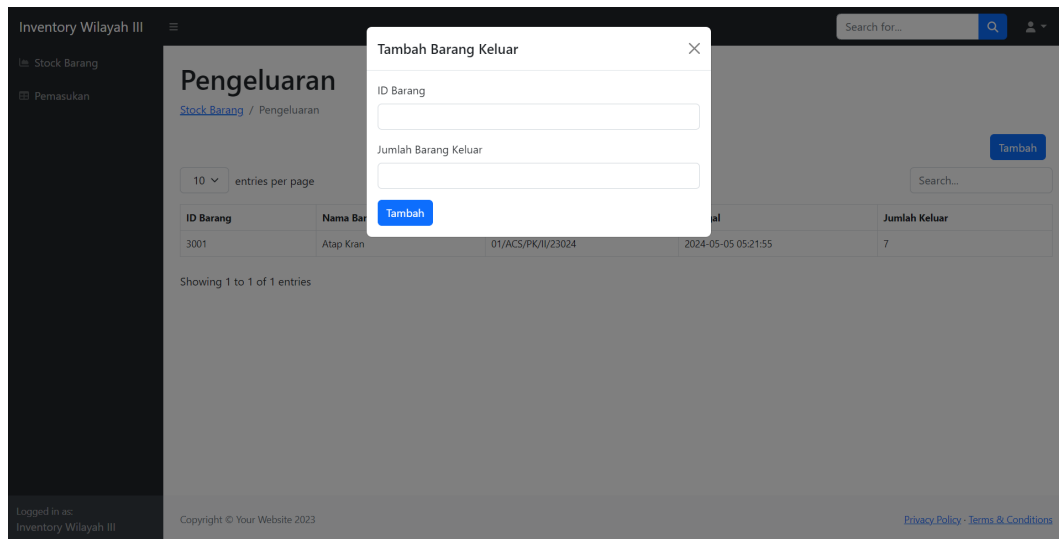 Inventory Wilayah III
Search for...
Stock Barang
Pemasukan
Pengeluaran
Stock Barang / Pengeluaran
Tambah
10 entries per page
Search...
ID Barang Nama Bar Jumlah Keluar
3001 Atap Kran 01/ACS/PK/II/23024 2024-05-05 05:21:55 7
Showing 1 to 1 of 1 entries
Tambah Barang Keluar
ID Barang
Jumlah Barang Keluar
Tambah
Logged in as:
Inventory Wilayah III
Copyright © Your Website 2023
Privacy Policy · Terms & Conditions